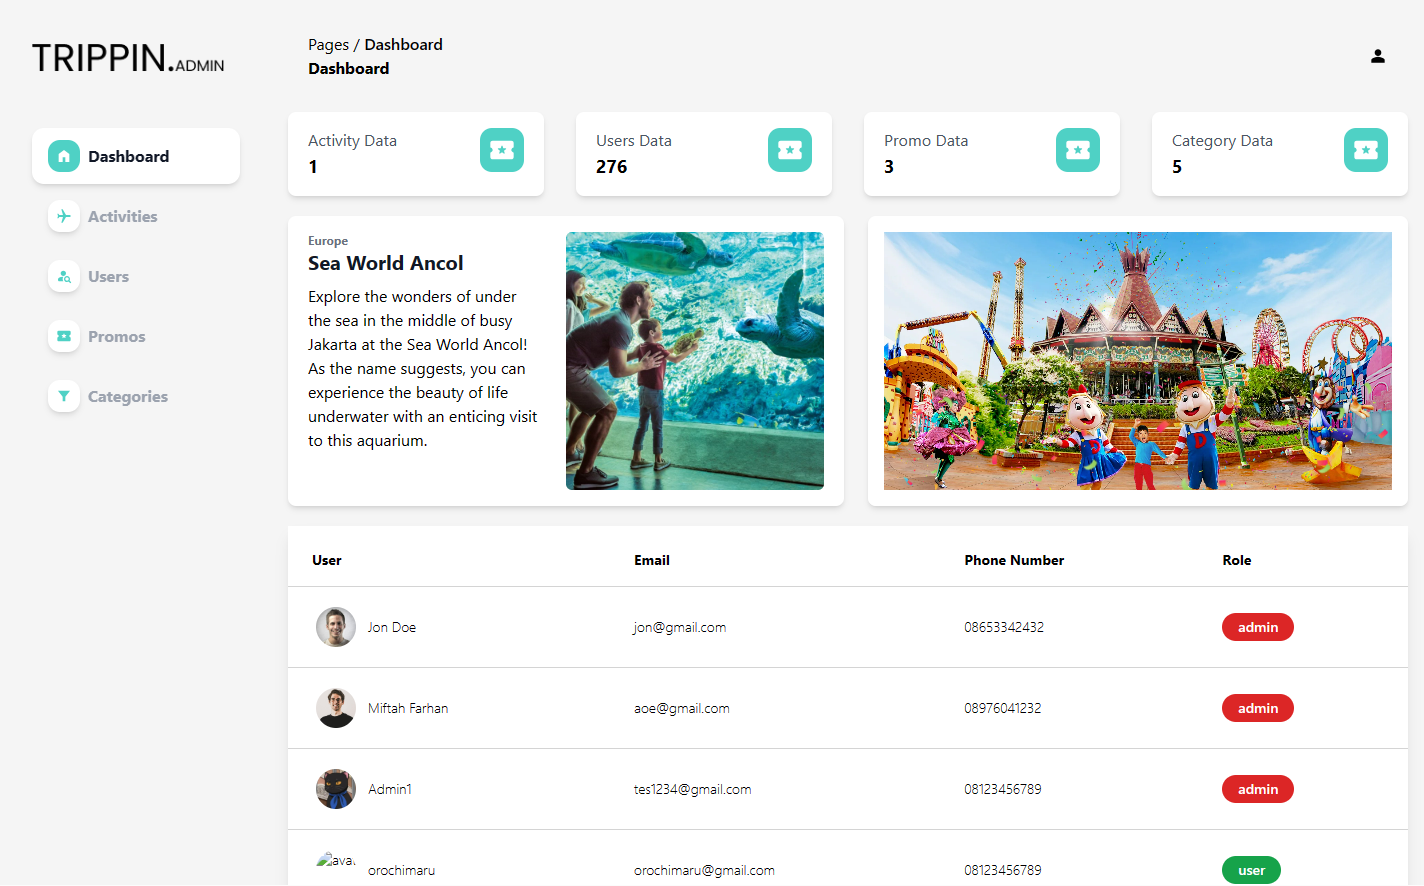 TRIPPIN.ADMIN
Pages / Dashboard
Dashboard
Dashboard
Activities
Users
Promos
Categories
Activity Data
1
Users Data
276
Promo Data
3
Category Data
5
Europe
Sea World Ancol
Explore the wonders of under
the sea in the middle of busy
Jakarta at the Sea World Ancol!
As the name suggests, you can
experience the beauty of life
underwater with an enticing visit
to this aquarium.
User Email Phone Number Role
Jon Doe jon@gmail.com 08653342432 admin
Miftah Farhan aoe@gmail.com 08976041232 admin
Admin1 tes1234@gmail.com 08123456789 admin
orochimaru orochimaru@gmail.com 08123456789 user